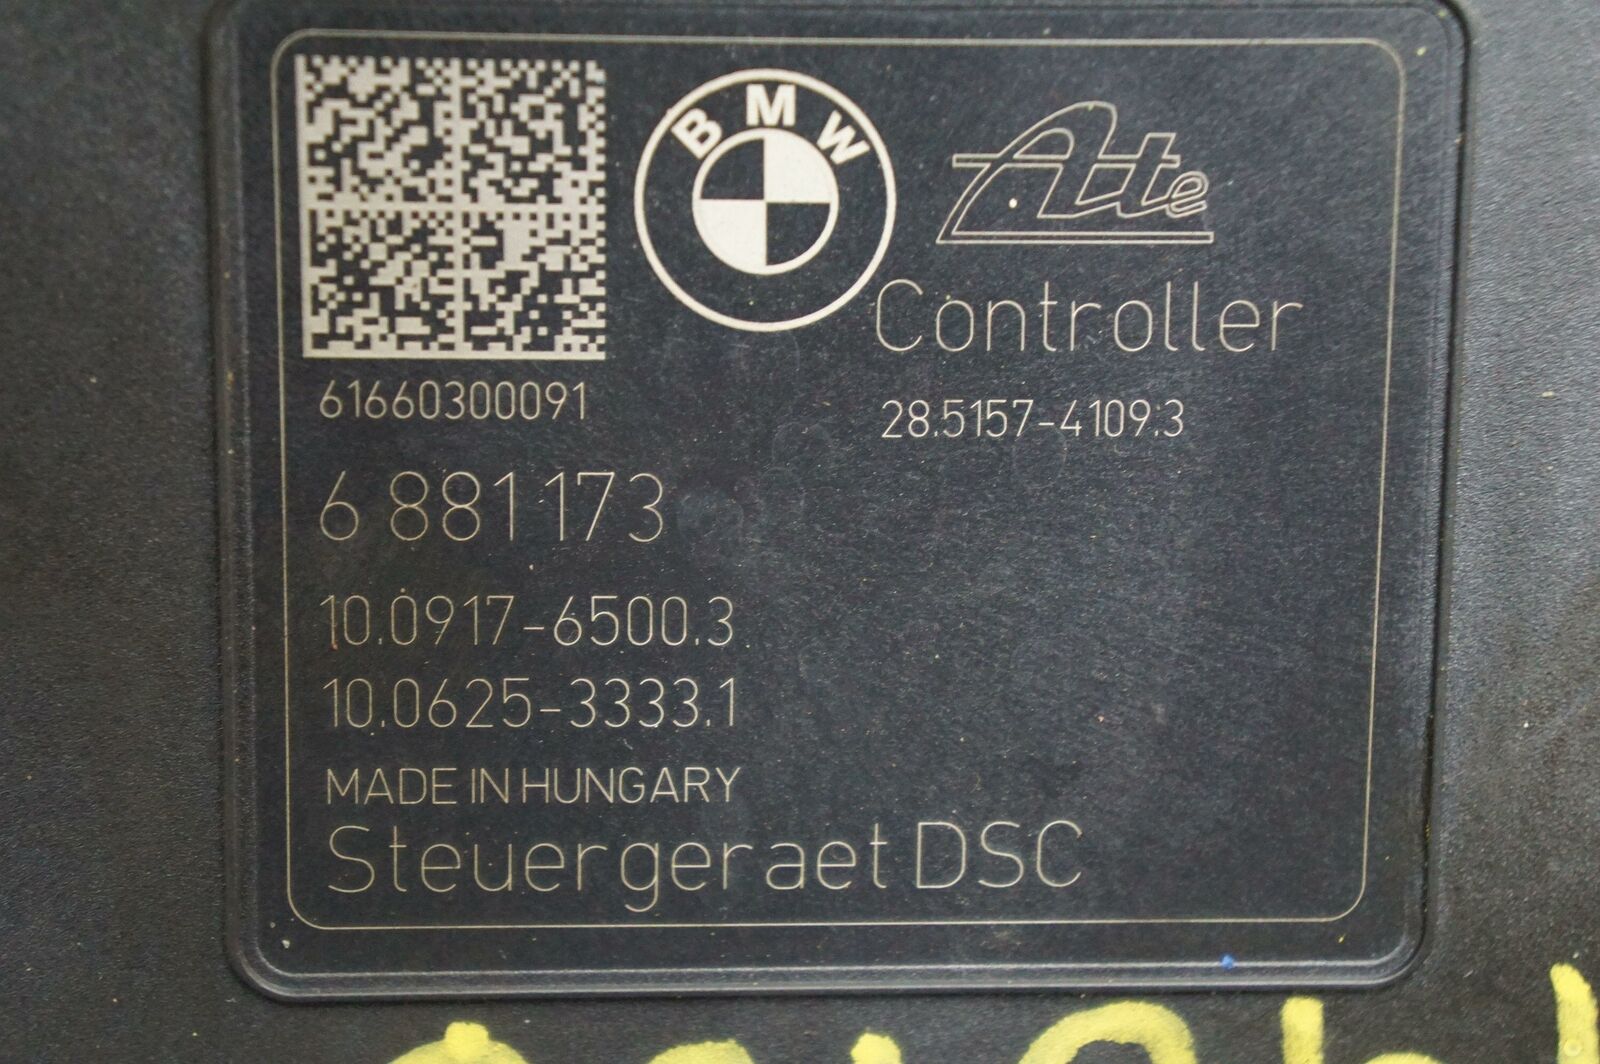 BMW
Ate
Controller
61660300091
28.5157-4109.3
6 881 173
10.0917-6500.3
10.0625-3333.1
MADE IN HUNGARY
Steuergeraet DSC